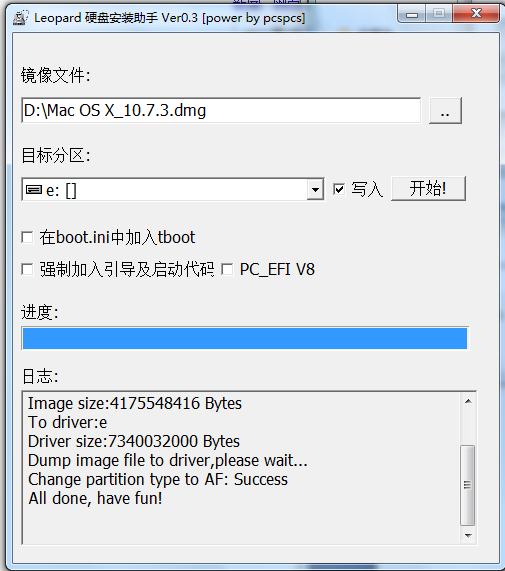 Leopard 硬盘安装助手 Ver0.3 [power by pcspcs]
镜像文件:
D:\Mac OS X_10.7.3.dmg
..
目标分区:
e: []
写入
开始!
在boot.ini中加入tboot
强制加入引导及启动代码
PC_EFI V8
进度:
日志:
Image size:4175548416 Bytes
To driver:e
Driver size:7340032000 Bytes
Dump image file to driver,please wait...
Change partition type to AF: Success
All done, have fun!